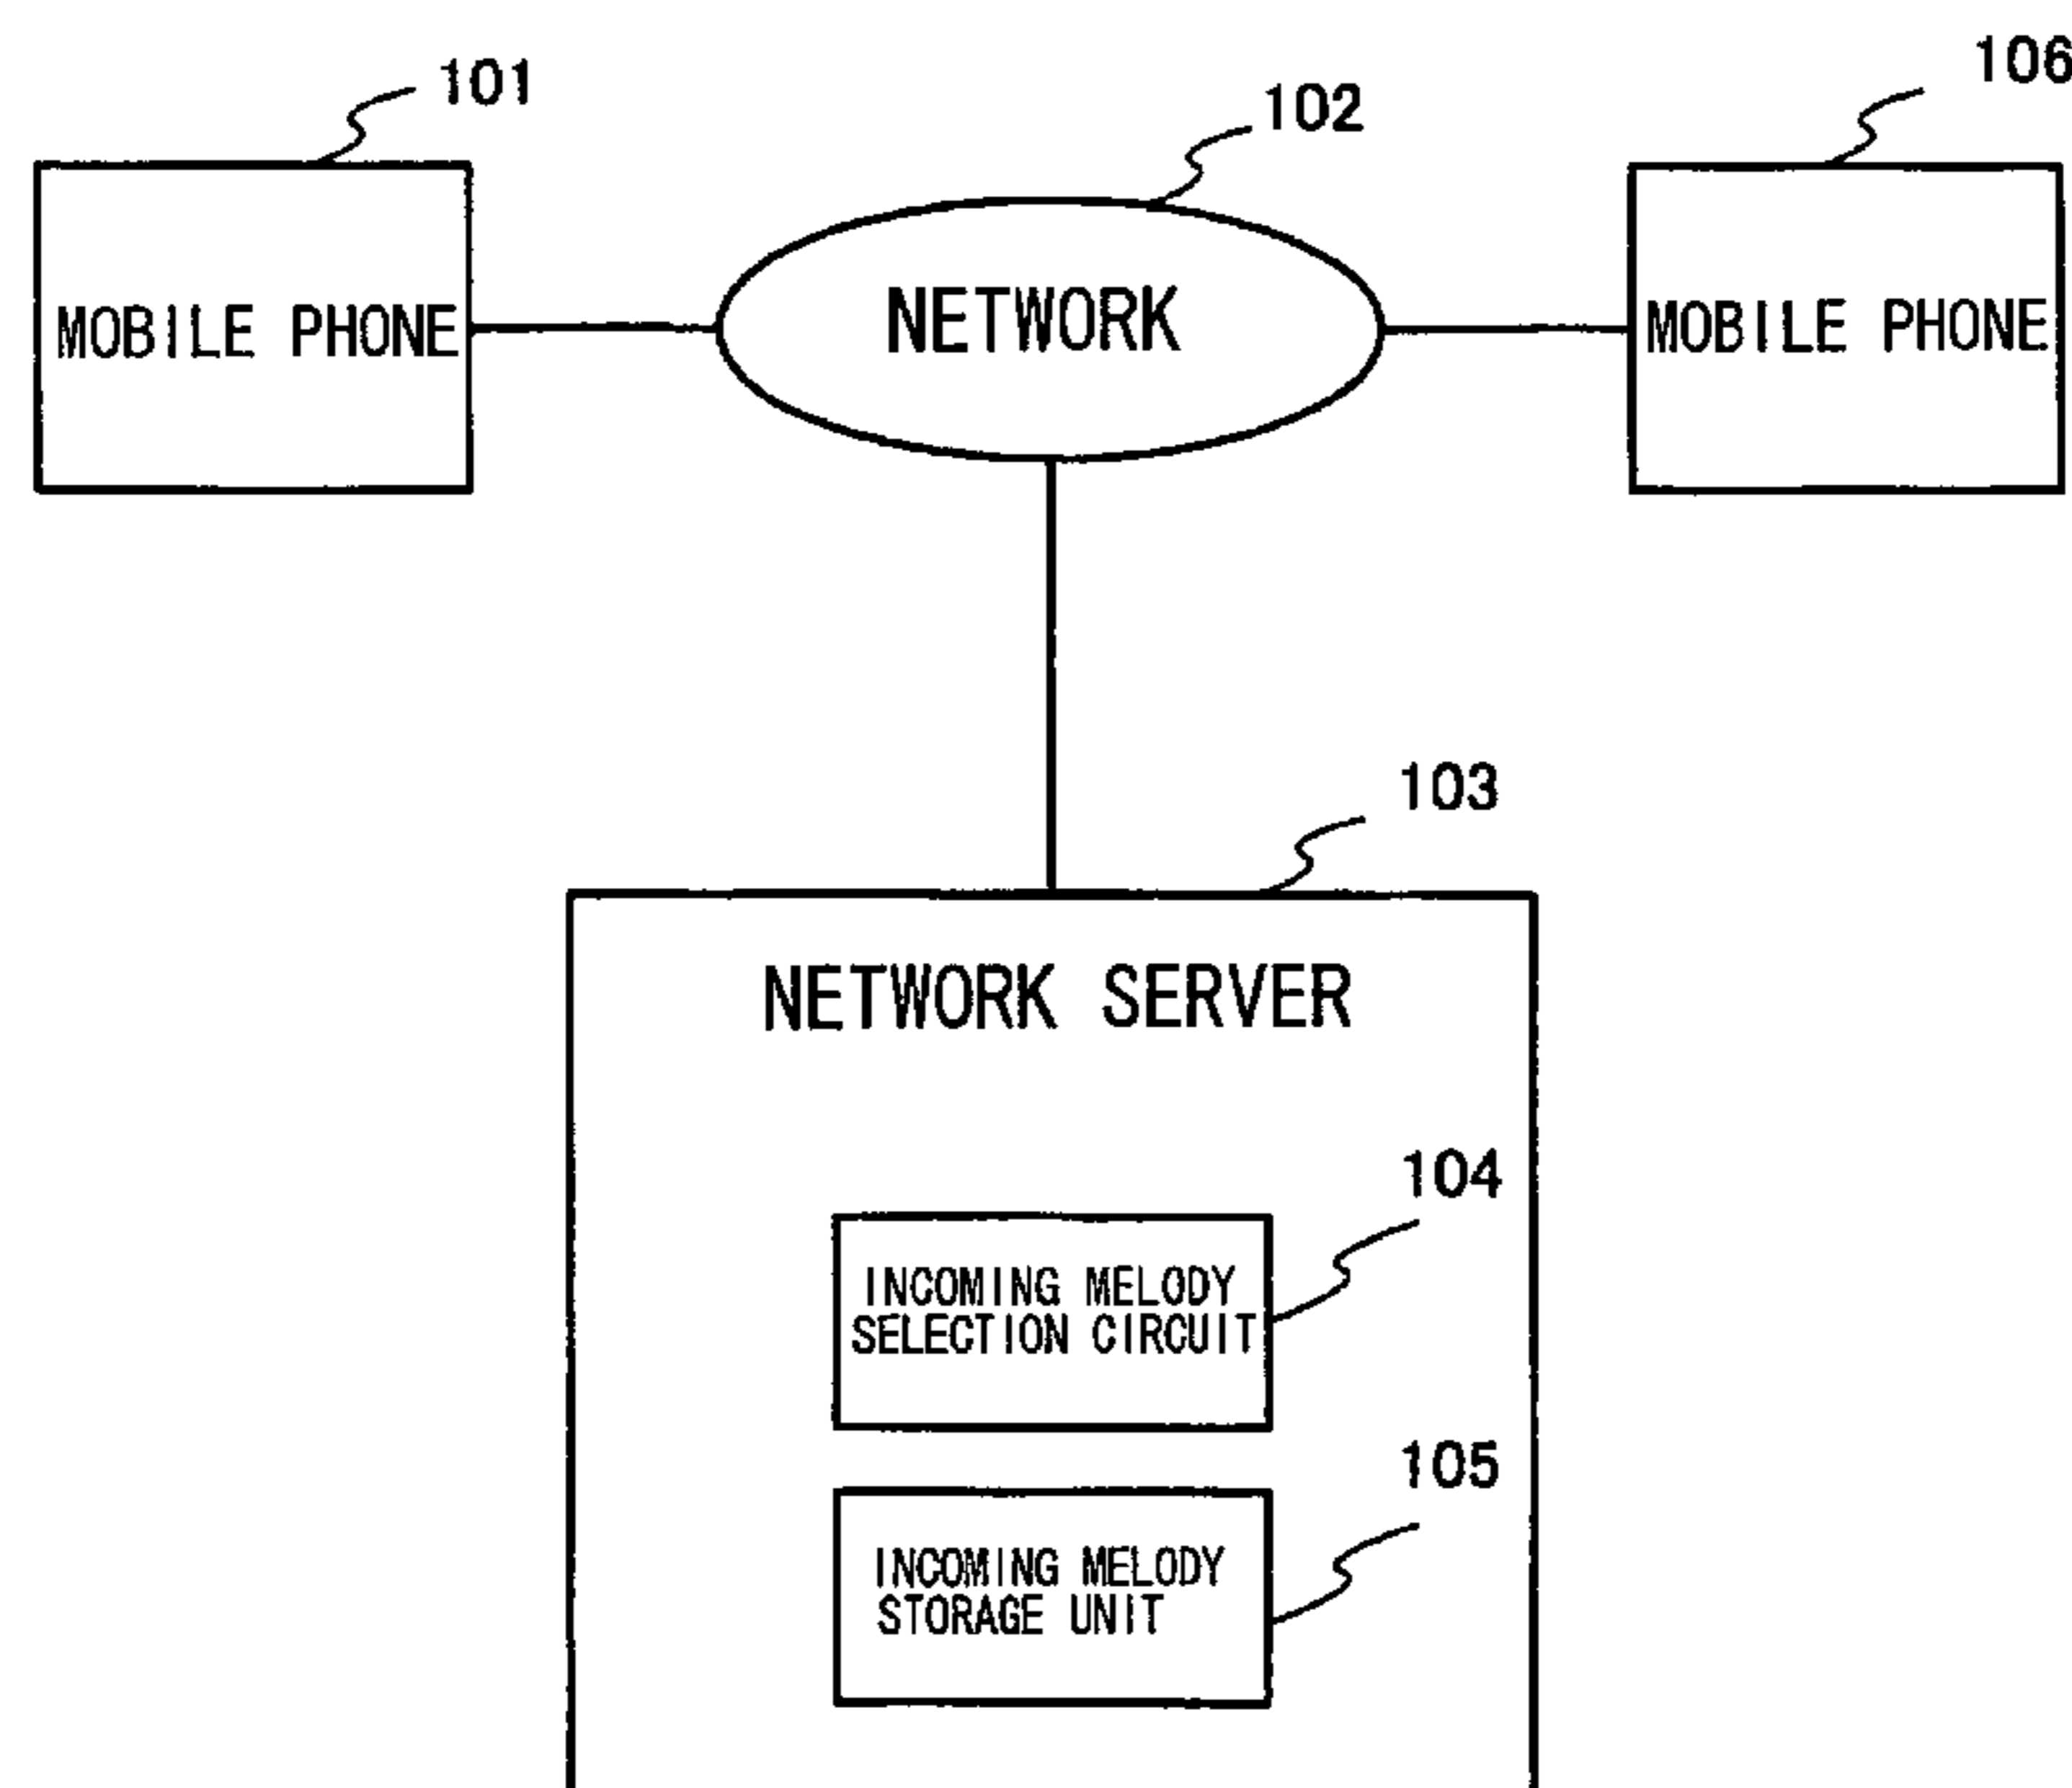 101
102
106
MOBILE PHONE
NETWORK
MOBILE PHONE
103
NETWORK SERVER
104
INCOMING MELODY
SELECTION CIRCUIT
105
INCOMING MELODY
STORAGE UNIT